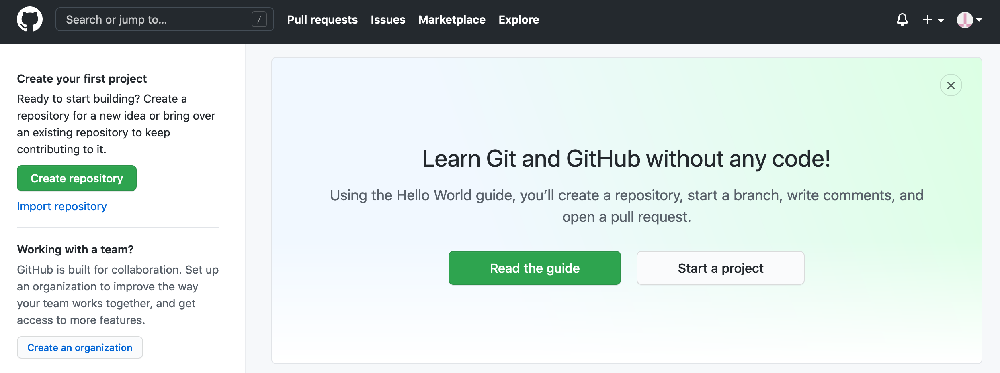 Search or jump to...
/
Pull requests
Issues
Marketplace
Explore
Create your first project
Ready to start building? Create a
repository for a new idea or bring over
an existing repository to keep
contributing to it.
Create repository
Import repository
Working with a team?
GitHub is built for collaboration. Set up
an organization to improve the way
your team works together, and get
access to more features.
Create an organization
Learn Git and GitHub without any code!
Using the Hello World guide, you’ll create a repository, start a branch, write comments, and
open a pull request.
Read the guide
Start a project